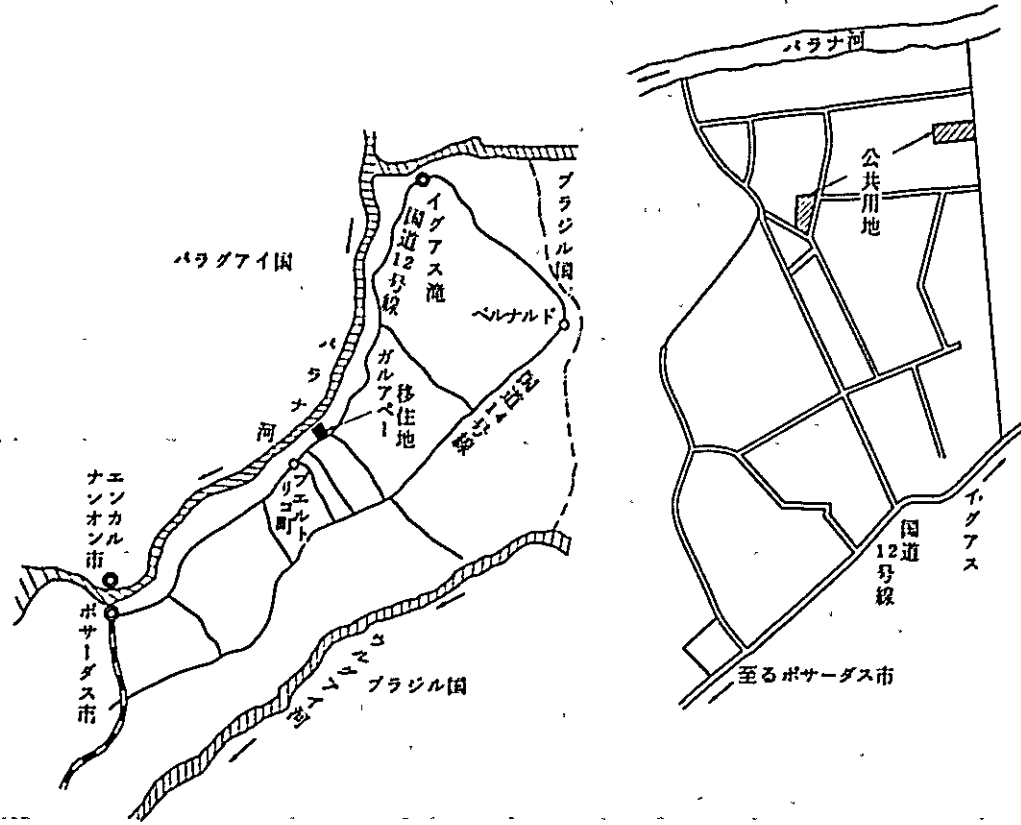 パラグアイ国
パラナ河
イグアス滝
国道12号線
ブラジル国
ベルナルド
国道14号線
ガルアペー
移住地
プエルト
リコ町
エンカル
ナシオン市
ポサーダス市
ウルグアイ河
ブラジル国
パラナ河
公共用地
国道
12号線
イグアス
至るポサーダス市